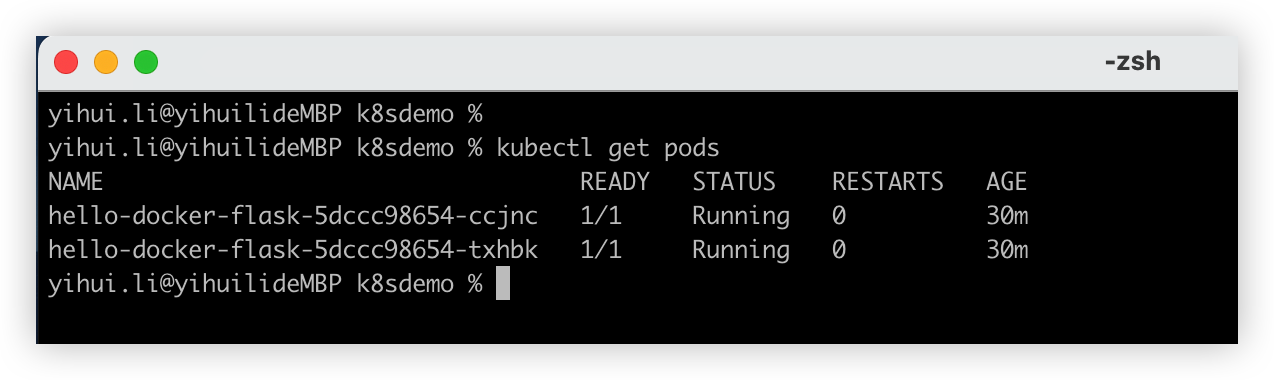 -zsh
yihui.li@yihuilideMBP k8sdemo %
yihui.li@yihuilideMBP k8sdemo % kubectl get pods
NAME                                  READY   STATUS    RESTARTS   AGE
hello-docker-flask-5dccc98654-ccjnc   1/1     Running   0          30m
hello-docker-flask-5dccc98654-txhbk   1/1     Running   0          30m
yihui.li@yihuilideMBP k8sdemo %